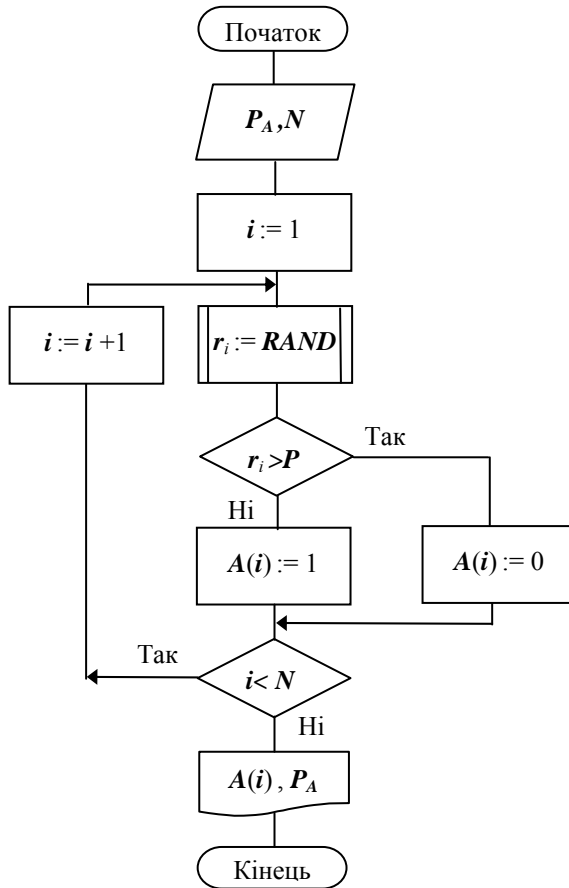 Початок
P_A ,N
i := 1
i := i +1
r_i := RAND
r_i >P
Так
Ні
A(i) := 1
A(i) := 0
Так
i< N
Ні
A(i) , P_A
Кінець